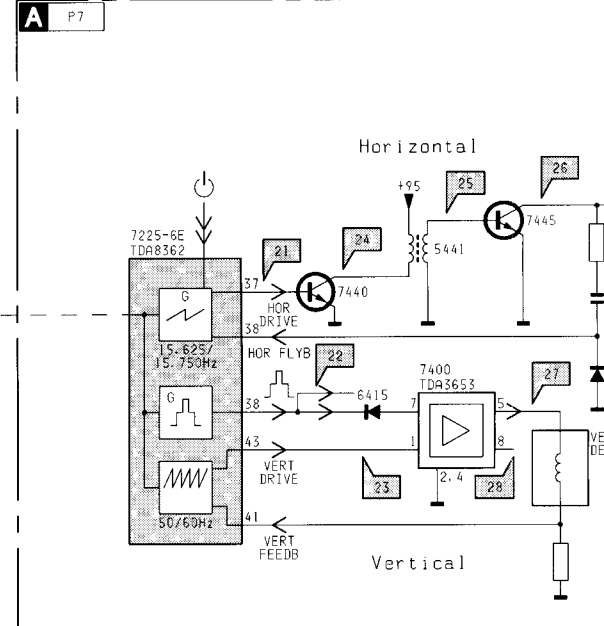 A P7
Horizontal
26
+95
25
7225-6E
TDA8362
21
24
5441
7445
37
7440
HOR
DRIVE
G
38
HOR FLYB
15.625/
15.750Hz
22
7400
TDA3653
27
6415
G
38
7
5
43
1
8
VERT
DRIVE
VE
DE
23
2.4
28
50/60Hz
41
VERT
FEEDB
Vertical